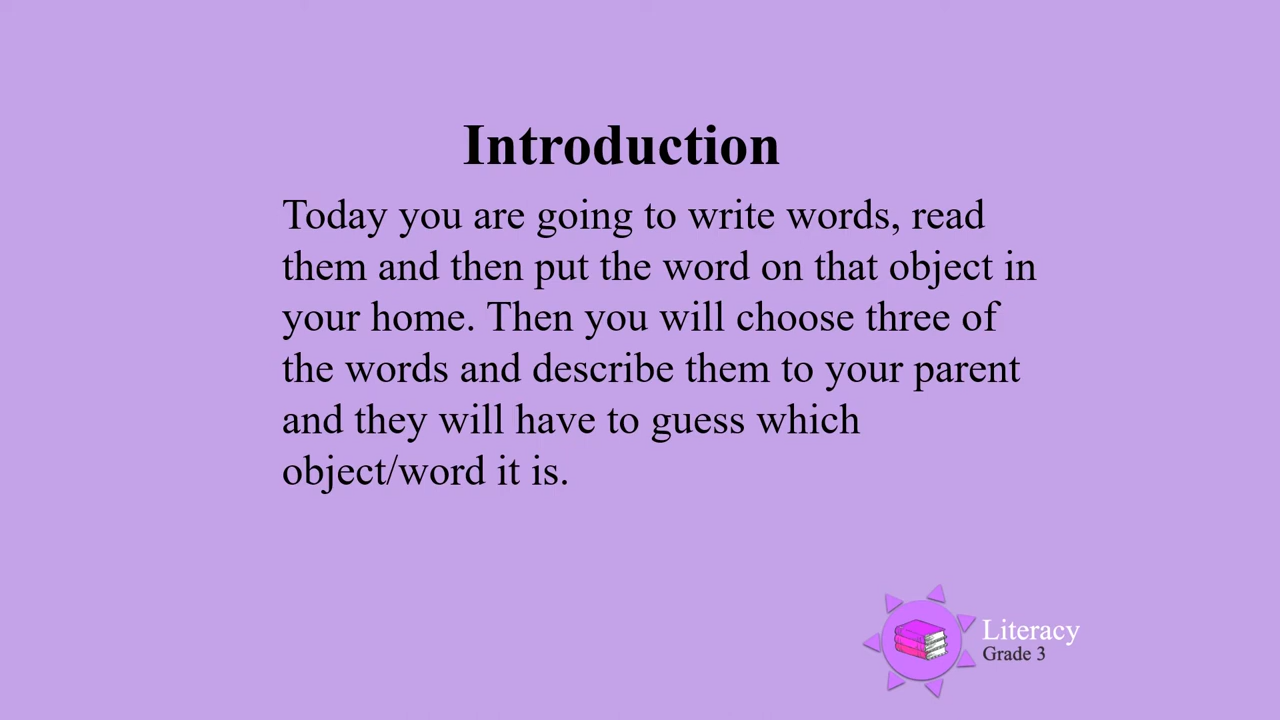 Introduction
Today you are going to write words, read
them and then put the word on that object in
your home. Then you will choose three of
the words and describe them to your parent
and they will have to guess which
object/word it is.
Literacy
Grade 3